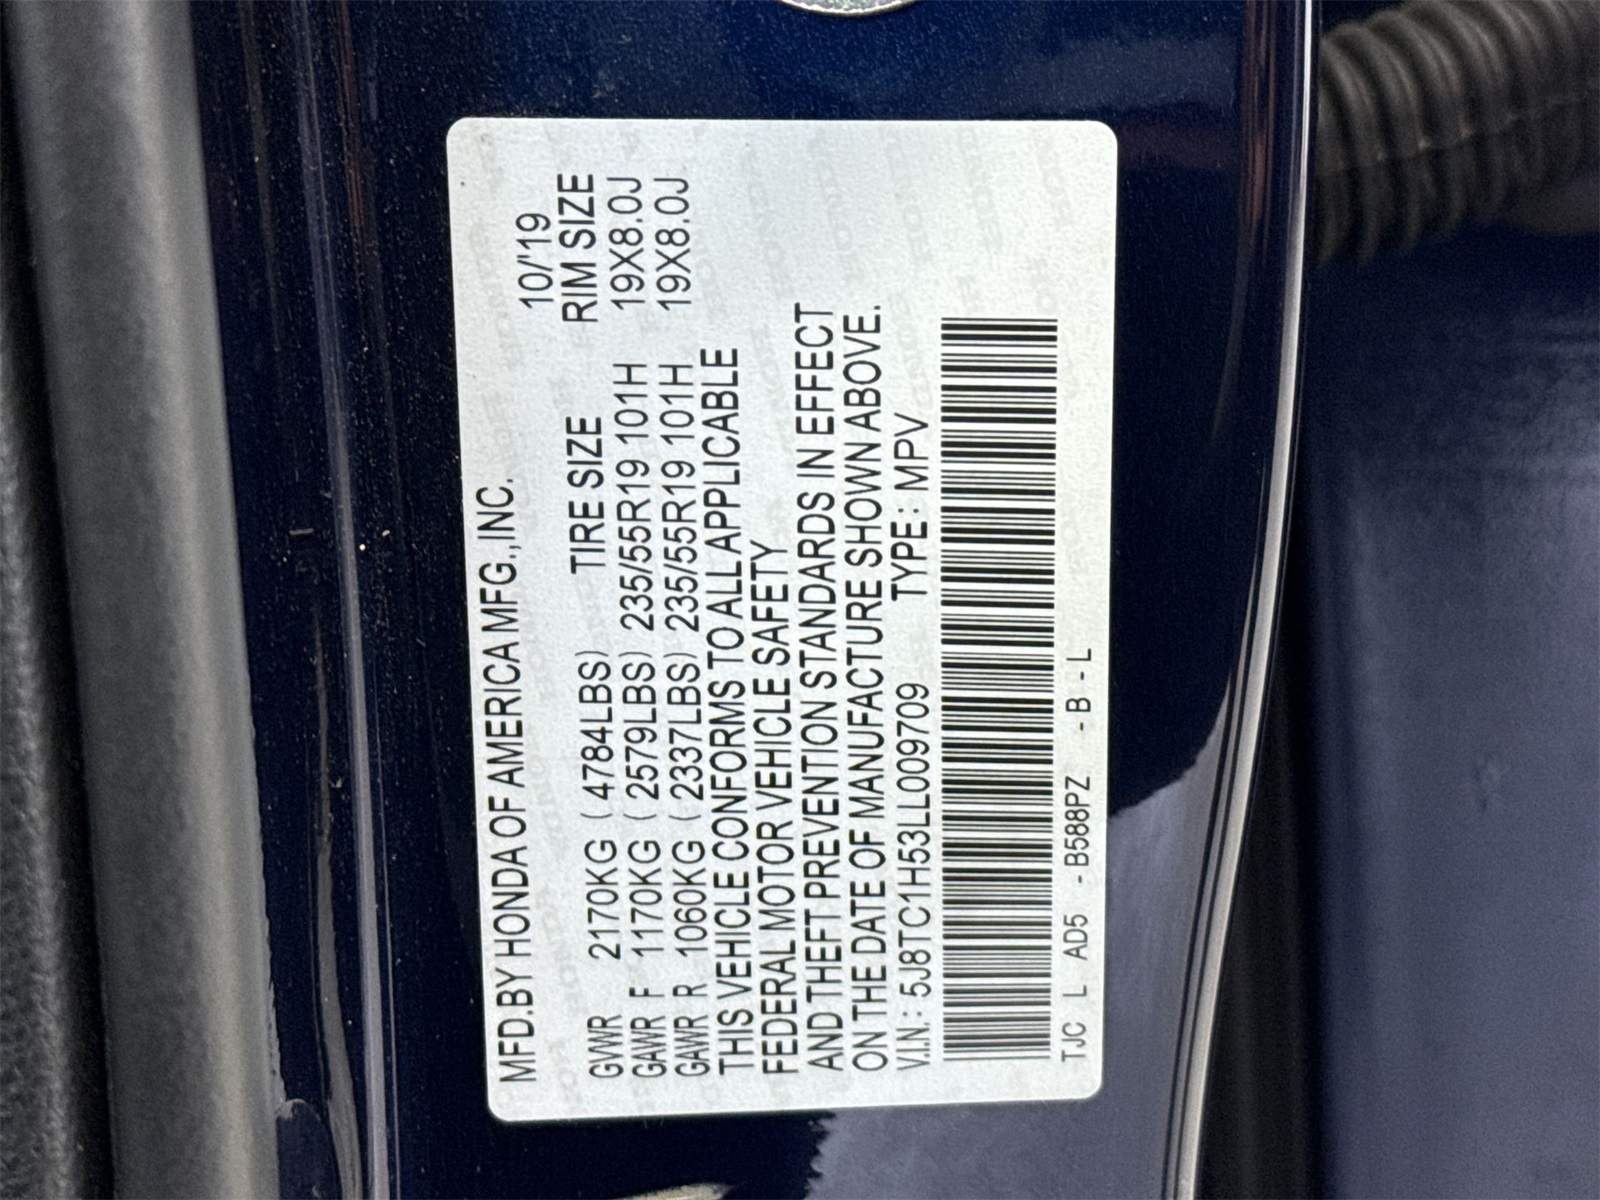 MFD.BY HONDA OF AMERICA MFG.,INC. 10/'19
TIRE SIZE RIM SIZE
GVWR 2170KG ( 4784LBS)
GAWR F 1170KG ( 2579LBS) 235/55R19 101H 19X8.0J
GAWR R 1060KG ( 2337LBS) 235/55R19 101H 19X8.0J
THIS VEHICLE CONFORMS TO ALL APPLICABLE
FEDERAL MOTOR VEHICLE SAFETY
AND THEFT PREVENTION STANDARDS IN EFFECT
ON THE DATE OF MANUFACTURE SHOWN ABOVE.
V.I.N.: 5J8TC1H53LL009709 TYPE: MPV
TJC L AD5 -B588PZ -B-L